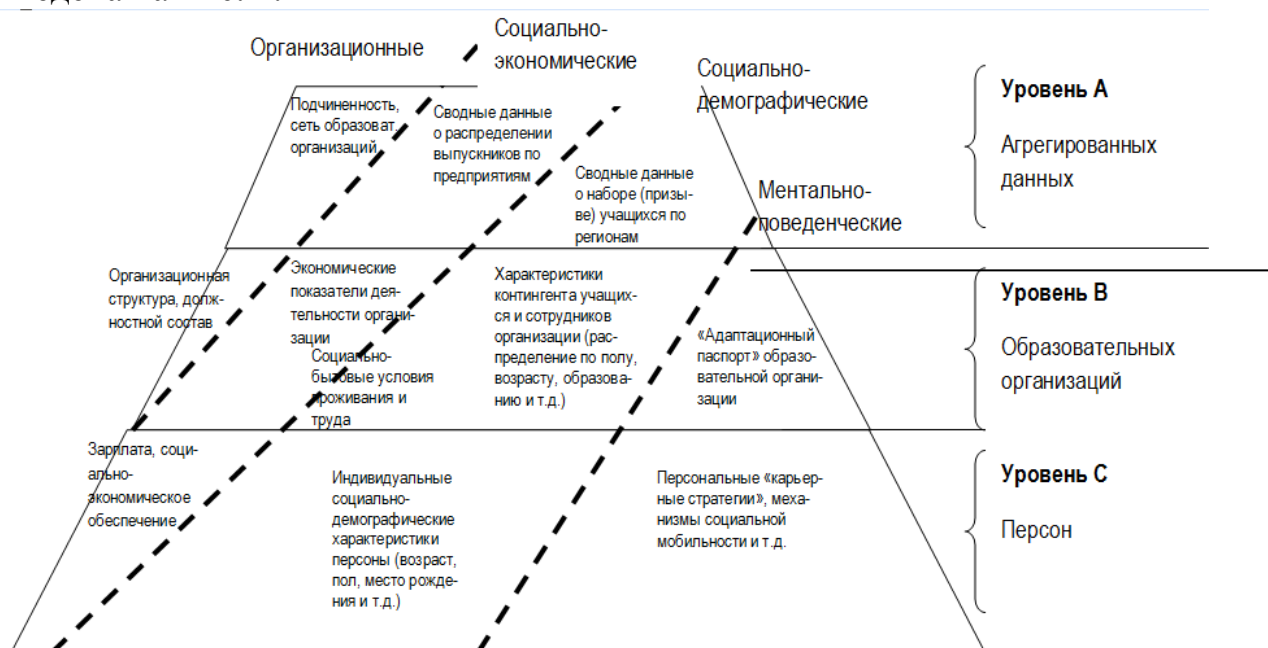 Организационные
Социально-
экономические
Социально-
демографические
Ментально-
поведенческие
Подчиненность,
сеть образоват.
организаций
Сводные данные
о распределении
выпускников по
предприятиям
Сводные данные
о наборе (призы-
ве) учащихся по
регионам
Уровень А
Агрегированных
данных
Организационная
структура, долж-
ностной состав
Экономические
показатели дея-
тельности органи-
зации
Социально-
бытовые условия
проживания и
труда
Характеристики
контингента учащих-
ся и сотрудников
организации (рас-
пределение по полу,
возрасту, образова-
нию и т.д.)
«Адаптационный
паспорт» образо-
вательной органи-
зации
Уровень В
Образовательных
организаций
Зарплата, соци-
ально-
экономическое
обеспечение
Индивидуальные
социально-
демографические
характеристики
персоны (возраст,
пол, место рожде-
ния и т.д.)
Персональные «карьер-
ные стратегии», меха-
низмы социальной
мобильности и т.д.
Уровень С
Персон